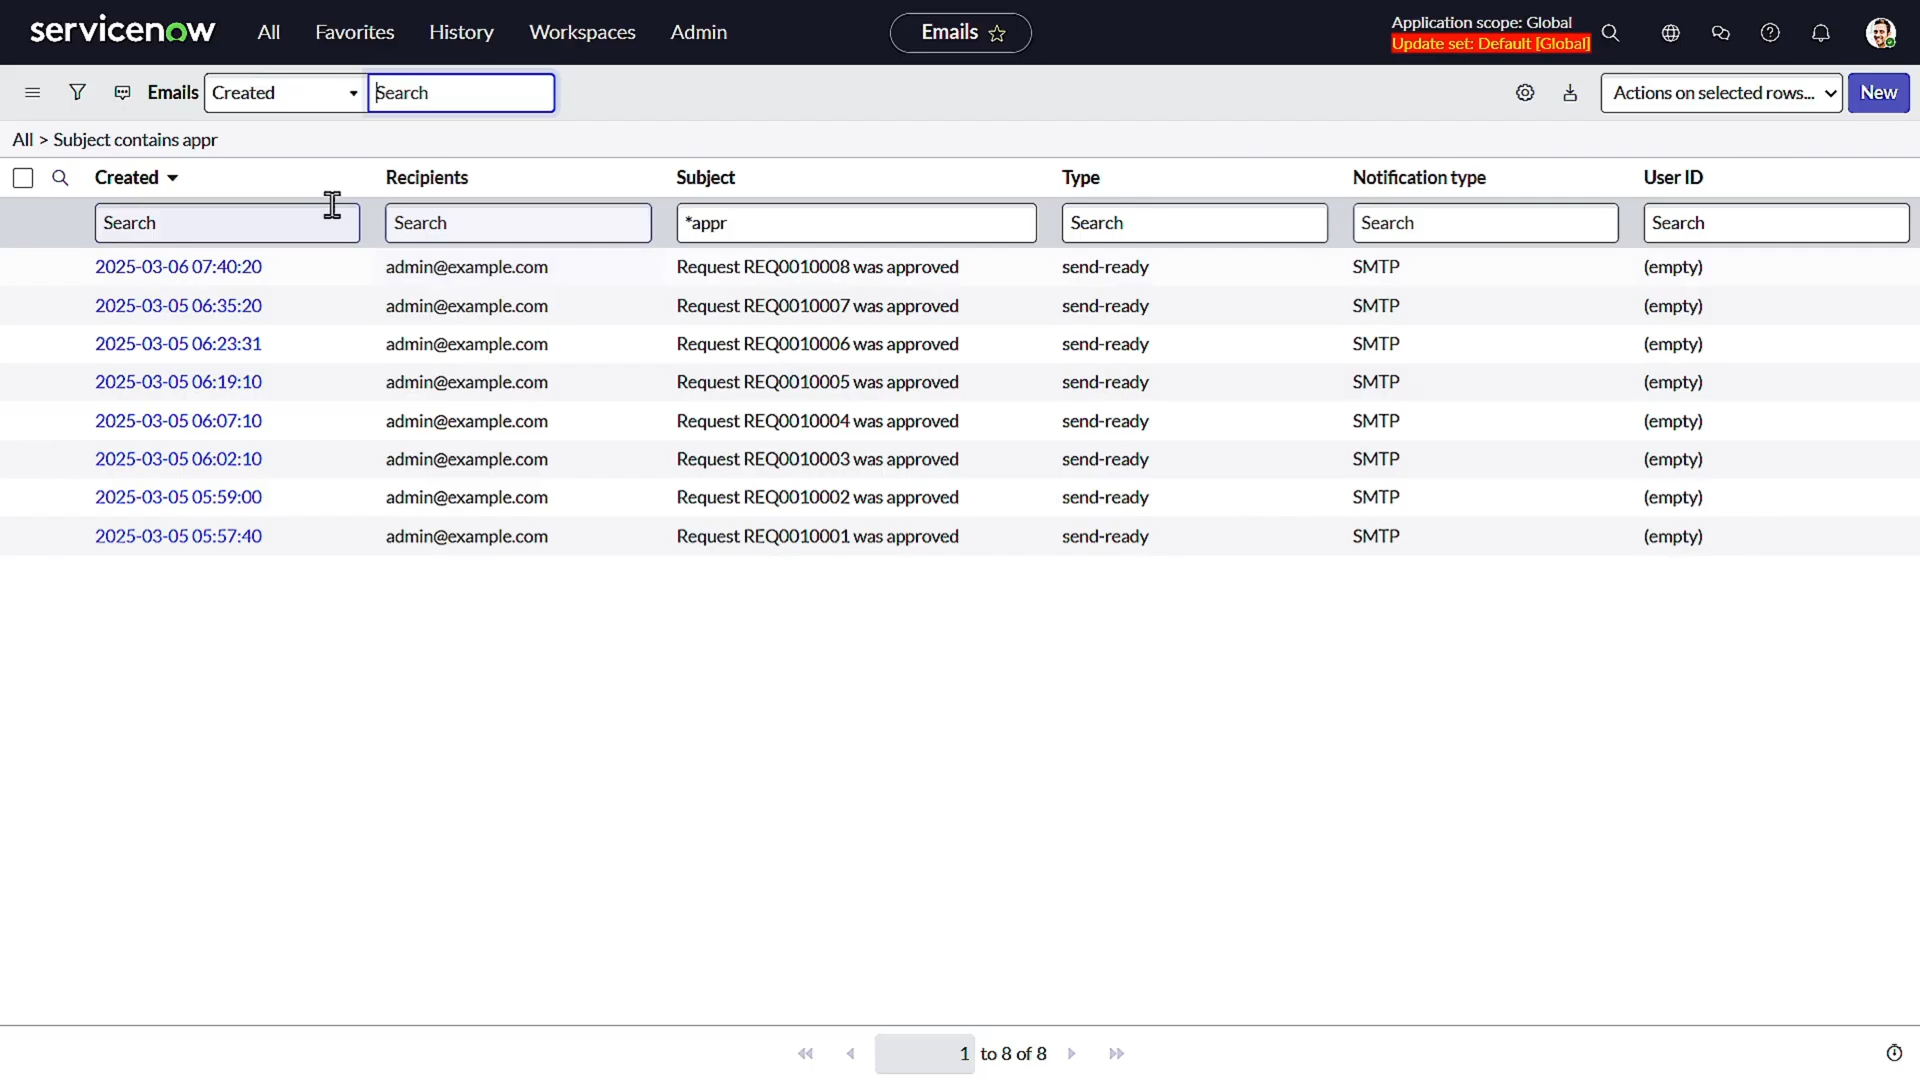 servicenow All Favorites History Workspaces Admin Emails Application scope: Global
Update set: Default [Global]
Emails Created Search Actions on selected rows... New
All > Subject contains appr
Created Recipients Subject Type Notification type User ID
Search Search *appr Search Search Search
2025-03-06 07:40:20 admin@example.com Request REQ0010008 was approved send-ready SMTP (empty)
2025-03-05 06:35:20 admin@example.com Request REQ0010007 was approved send-ready SMTP (empty)
2025-03-05 06:23:31 admin@example.com Request REQ0010006 was approved send-ready SMTP (empty)
2025-03-05 06:19:10 admin@example.com Request REQ0010005 was approved send-ready SMTP (empty)
2025-03-05 06:07:10 admin@example.com Request REQ0010004 was approved send-ready SMTP (empty)
2025-03-05 06:02:10 admin@example.com Request REQ0010003 was approved send-ready SMTP (empty)
2025-03-05 05:59:00 admin@example.com Request REQ0010002 was approved send-ready SMTP (empty)
2025-03-05 05:57:40 admin@example.com Request REQ0010001 was approved send-ready SMTP (empty)
1 to 8 of 8